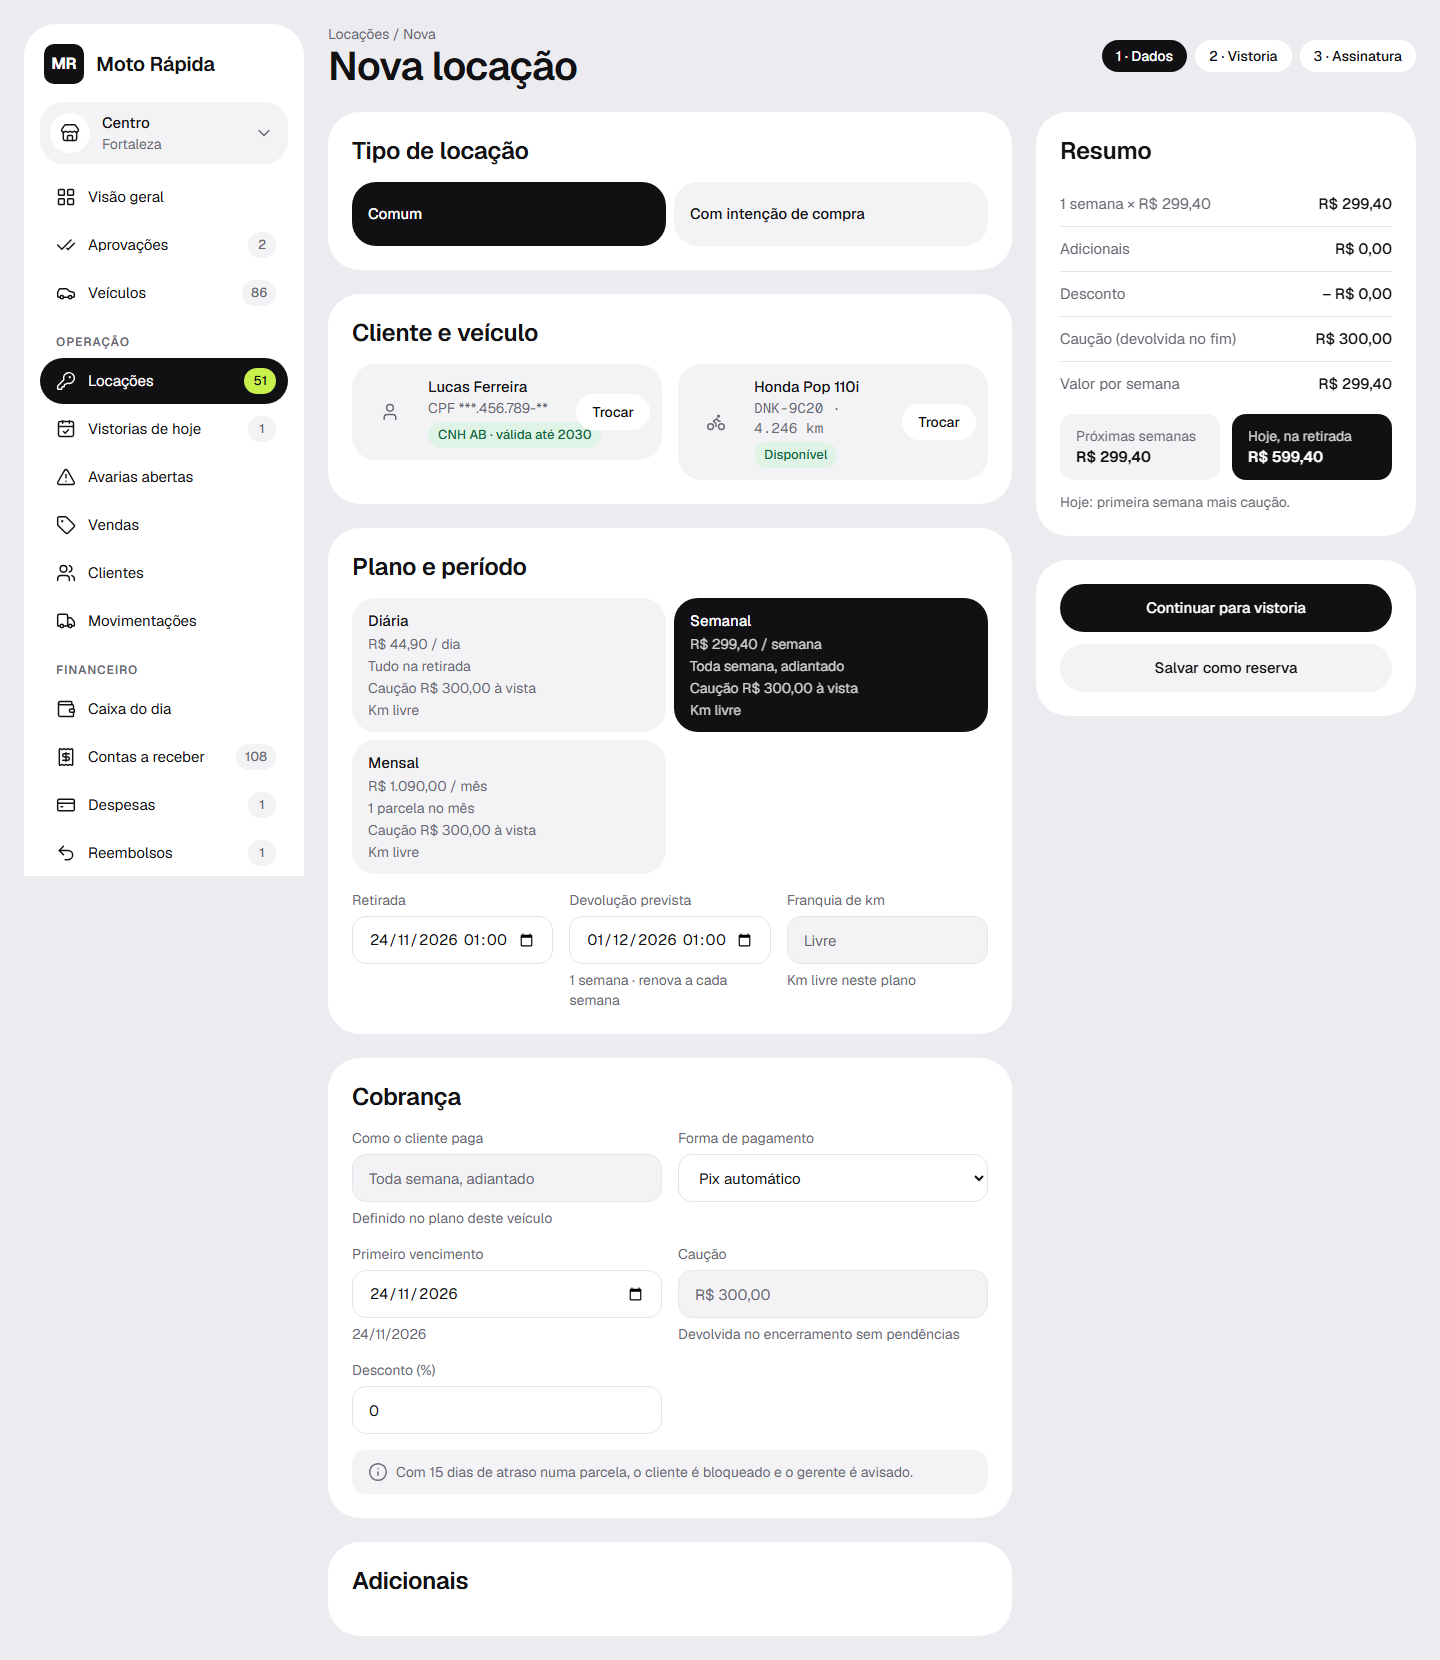 MR Moto Rápida
Centro
Fortaleza
Visão geral
Aprovações 2
Veículos 86
OPERAÇÃO
Locações 51
Vistorias de hoje 1
Avarias abertas
Vendas
Clientes
Movimentações
FINANCEIRO
Caixa do dia
Contas a receber 108
Despesas 1
Reembolsos 1
Locações / Nova
Nova locação
1 · Dados 2 · Vistoria 3 · Assinatura
Tipo de locação
Comum Com intenção de compra
Cliente e veículo
Lucas Ferreira
CPF ***.456.789-**
CNH AB · válida até 2030
Trocar
Honda Pop 110i
DNK-9C20 ·
4.246 km
Disponível
Trocar
Plano e período
Diária
R$ 44,90 / dia
Tudo na retirada
Caução R$ 300,00 à vista
Km livre
Semanal
R$ 299,40 / semana
Toda semana, adiantado
Caução R$ 300,00 à vista
Km livre
Mensal
R$ 1.090,00 / mês
1 parcela no mês
Caução R$ 300,00 à vista
Km livre
Retirada
24/11/2026 01:00
Devolução prevista
01/12/2026 01:00
1 semana · renova a cada
semana
Franquia de km
Livre
Km livre neste plano
Cobrança
Como o cliente paga
Toda semana, adiantado
Definido no plano deste veículo
Forma de pagamento
Pix automático
Primeiro vencimento
24/11/2026
24/11/2026
Caução
R$ 300,00
Devolvida no encerramento sem pendências
Desconto (%)
0
Com 15 dias de atraso numa parcela, o cliente é bloqueado e o gerente é avisado.
Adicionais
Resumo
1 semana × R$ 299,40 R$ 299,40
Adicionais R$ 0,00
Desconto – R$ 0,00
Caução (devolvida no fim) R$ 300,00
Valor por semana R$ 299,40
Próximas semanas
R$ 299,40
Hoje, na retirada
R$ 599,40
Hoje: primeira semana mais caução.
Continuar para vistoria
Salvar como reserva